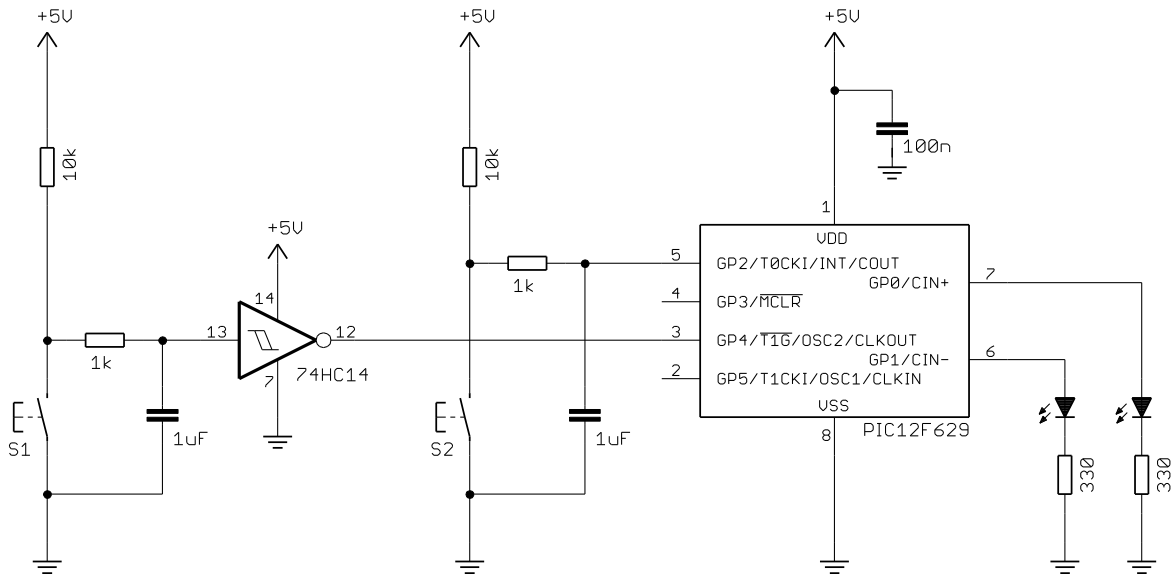 +5V
+5V
+5V
10k
10k
100n
+5V
1
VDD
14
1k
5
GP2/T0CKI/INT/COUT
GP0/CIN+
7
4
GP3/MCLR
13
12
3
GP4/T1G/OSC2/CLKOUT
GP1/CIN-
6
1k
7
74HC14
2
GP5/T1CKI/OSC1/CLKIN
VSS
PIC12F629
8
S1
1uF
S2
1uF
330
330